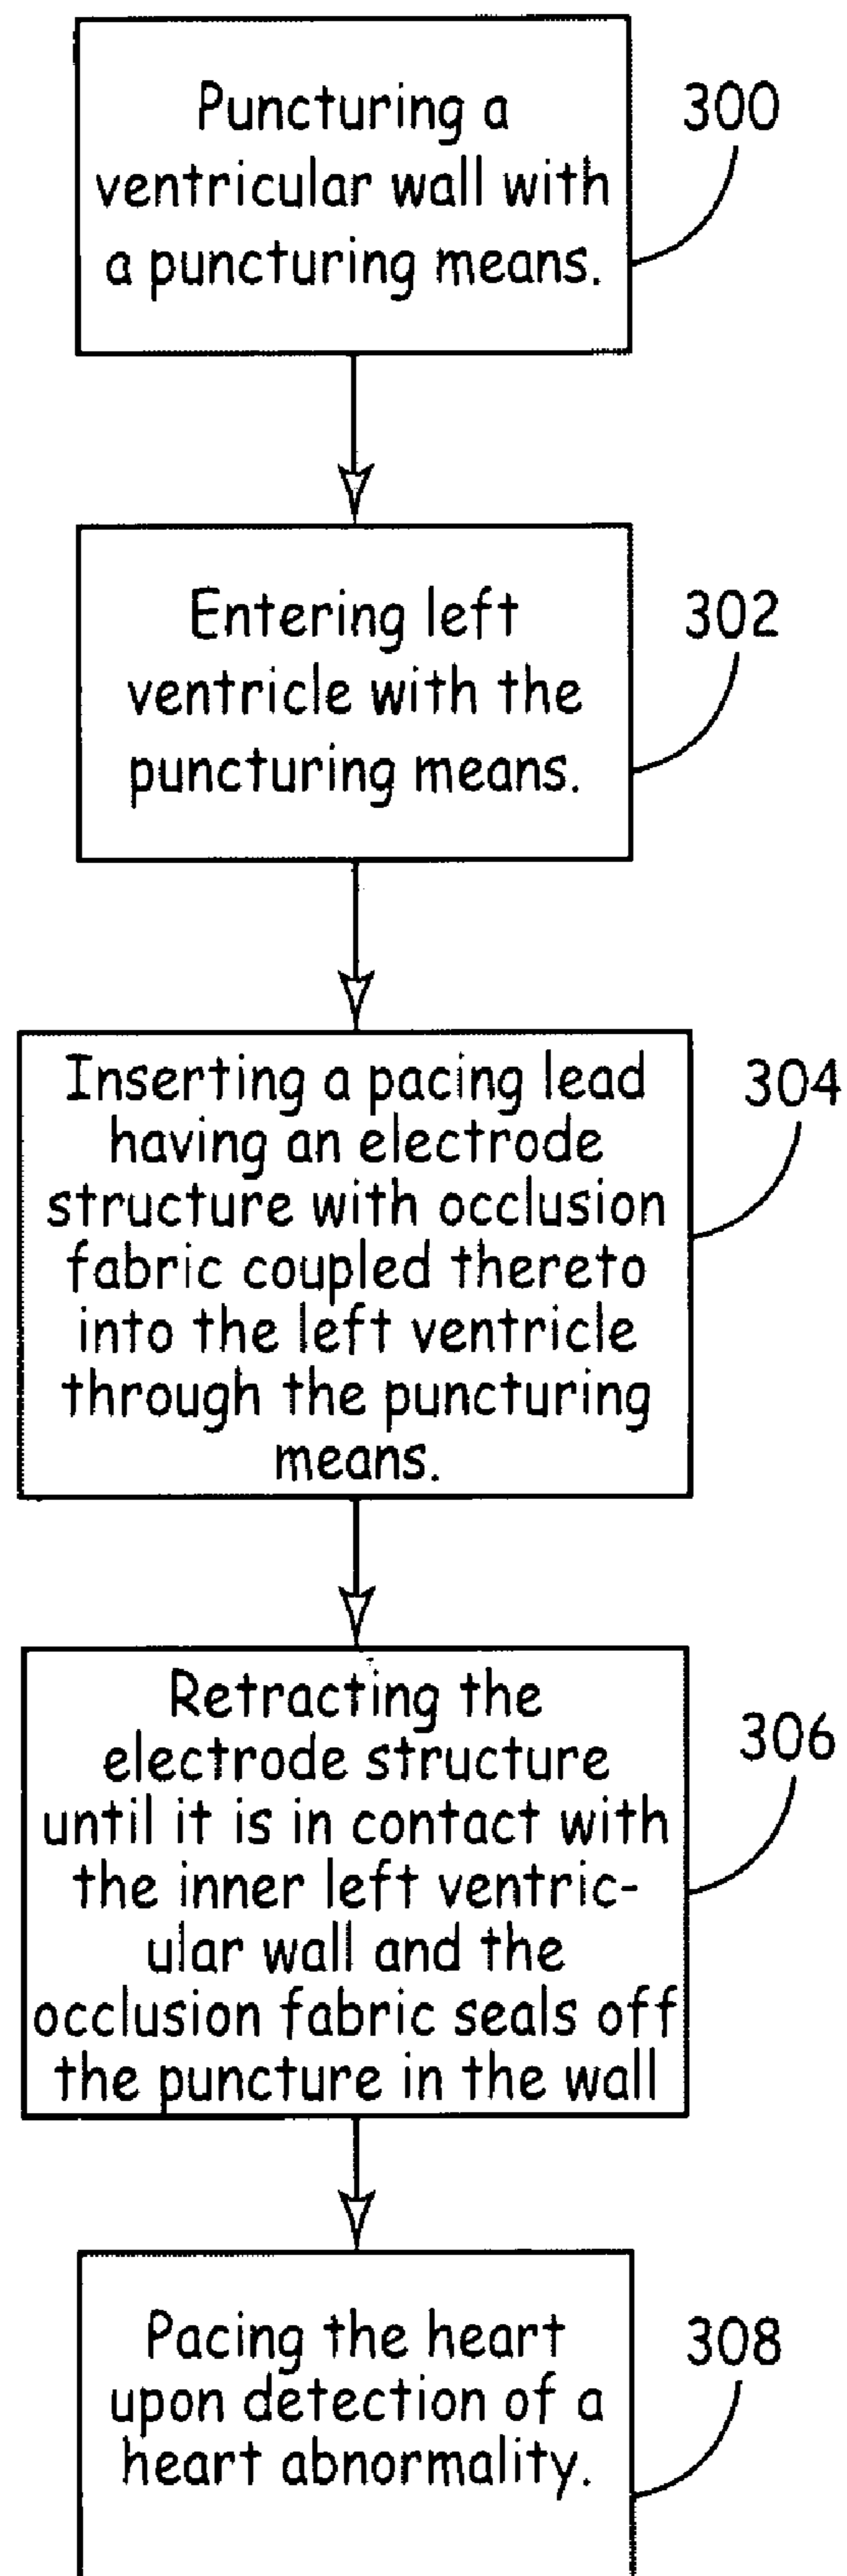 Puncturing a
ventricular wall with
a puncturing means.
300
Entering left
ventricle with the
puncturing means.
302
Inserting a pacing lead
having an electrode
structure with occlusion
fabric coupled thereto
into the left ventricle
through the puncturing
means.
304
Retracting the
electrode structure
until it is in contact with
the inner left ventric-
ular wall and the
occlusion fabric seals off
the puncture in the wall
306
Pacing the heart
upon detection of a
heart abnormality.
308